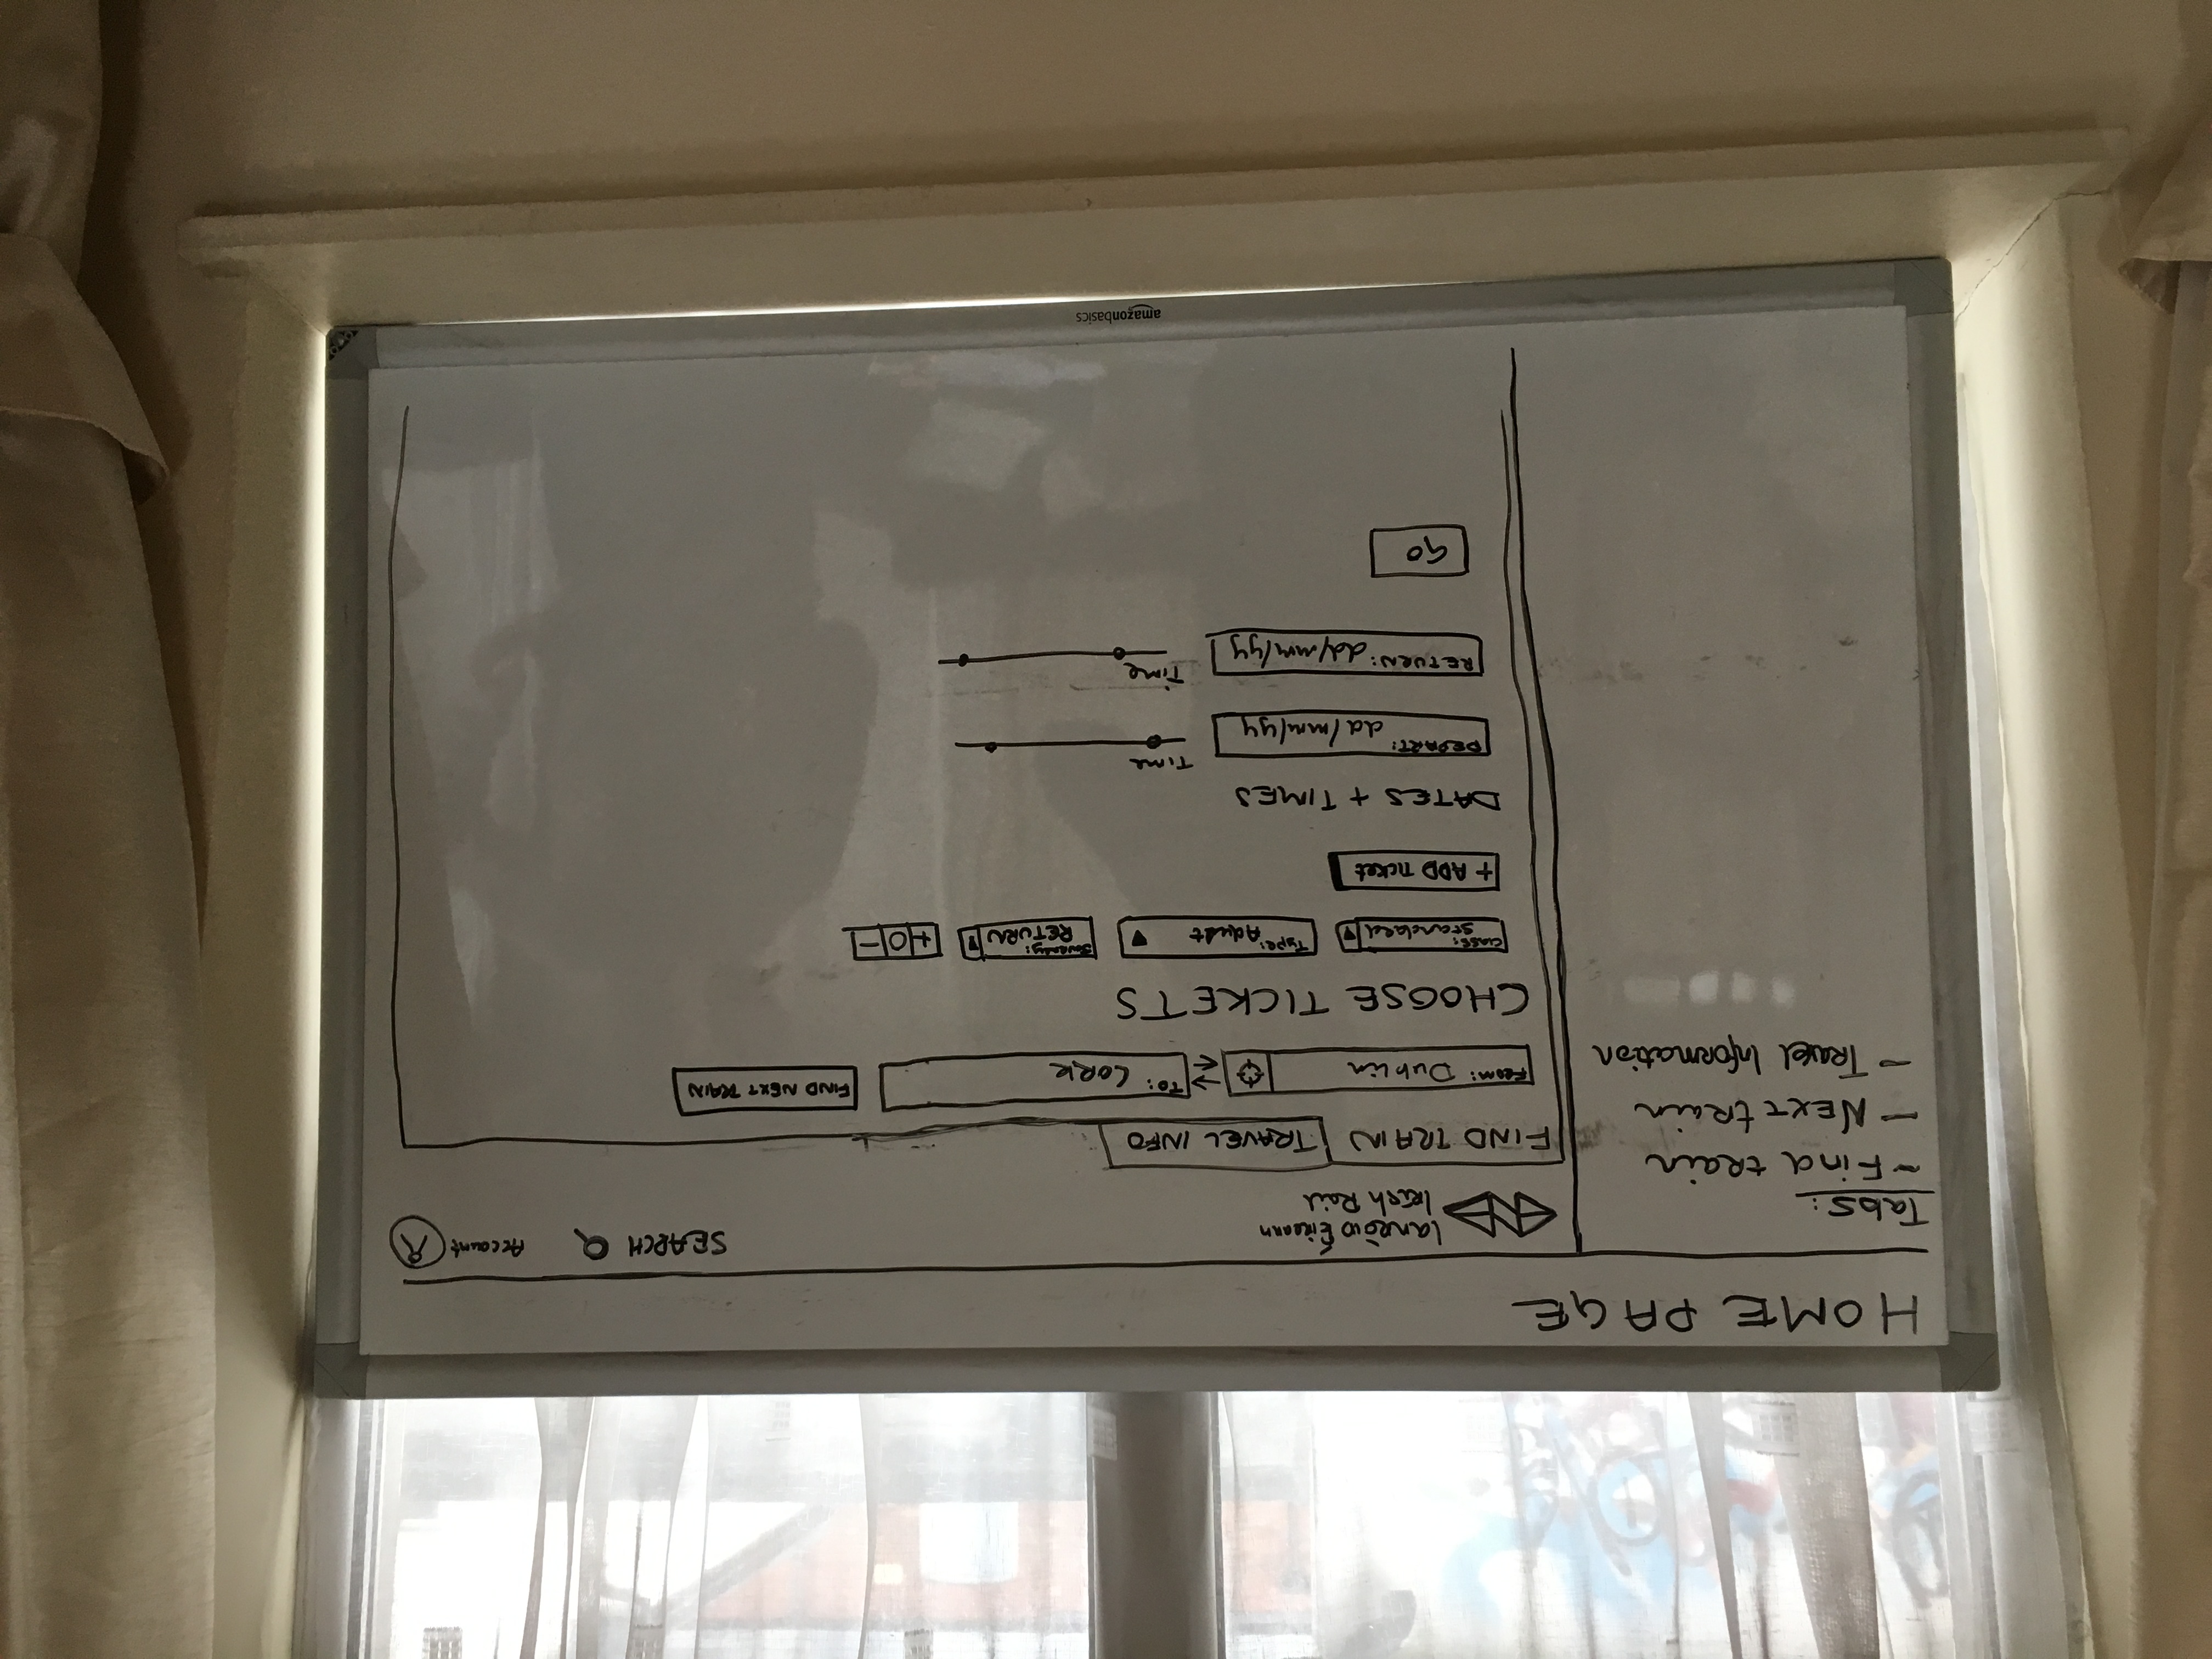 HOME PAGE
Tabs:
~ Find train
- Next train
- Travel Information
Ianròid Éireann
Irish Rail
SEARCH
Account
FIND TRAIN
TRAVEL INFO
From: Dublin
To: CORK
FIND NEXT TRAIN
CHOOSE TICKETS
Class: Standard
Type: Adult
Journey: RETURN
+ 0 -
+ ADD Ticket
DATES + TIMES
DEPART: dd/mm/yy
Time
RETURN: dd/mm/yy
Time
GO
amazonbasics